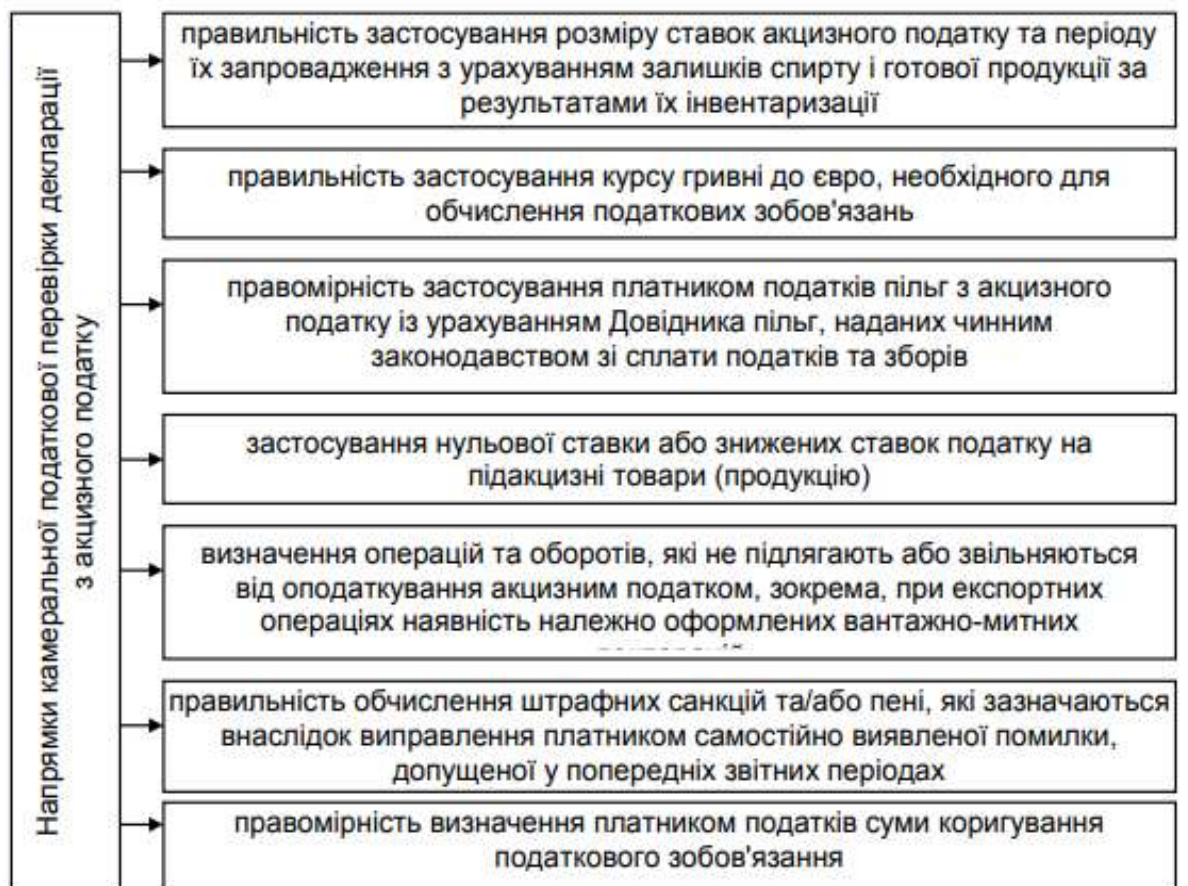 Напрямки камеральної податкової перевірки декларації
з акцизного податку
правильність застосування розміру ставок акцизного податку та періоду
їх запровадження з урахуванням залишків спирту і готової продукції за
результатами їх інвентаризації
правильність застосування курсу гривні до євро, необхідного для
обчислення податкових зобов'язань
правомірність застосування платником податків пільг з акцизного
податку із урахуванням Довідника пільг, наданих чинним
законодавством зі сплати податків та зборів
застосування нульової ставки або знижених ставок податку на
підакцизні товари (продукцію)
визначення операцій та оборотів, які не підлягають або звільняються
від оподаткування акцизним податком, зокрема, при експортних
операціях наявність належно оформлених вантажно-митних
правильність обчислення штрафних санкцій та/або пені, які зазначаються
внаслідок виправлення платником самостійно виявленої помилки,
допущеної у попередніх звітних періодах
правомірність визначення платником податків суми коригування
податкового зобов'язання